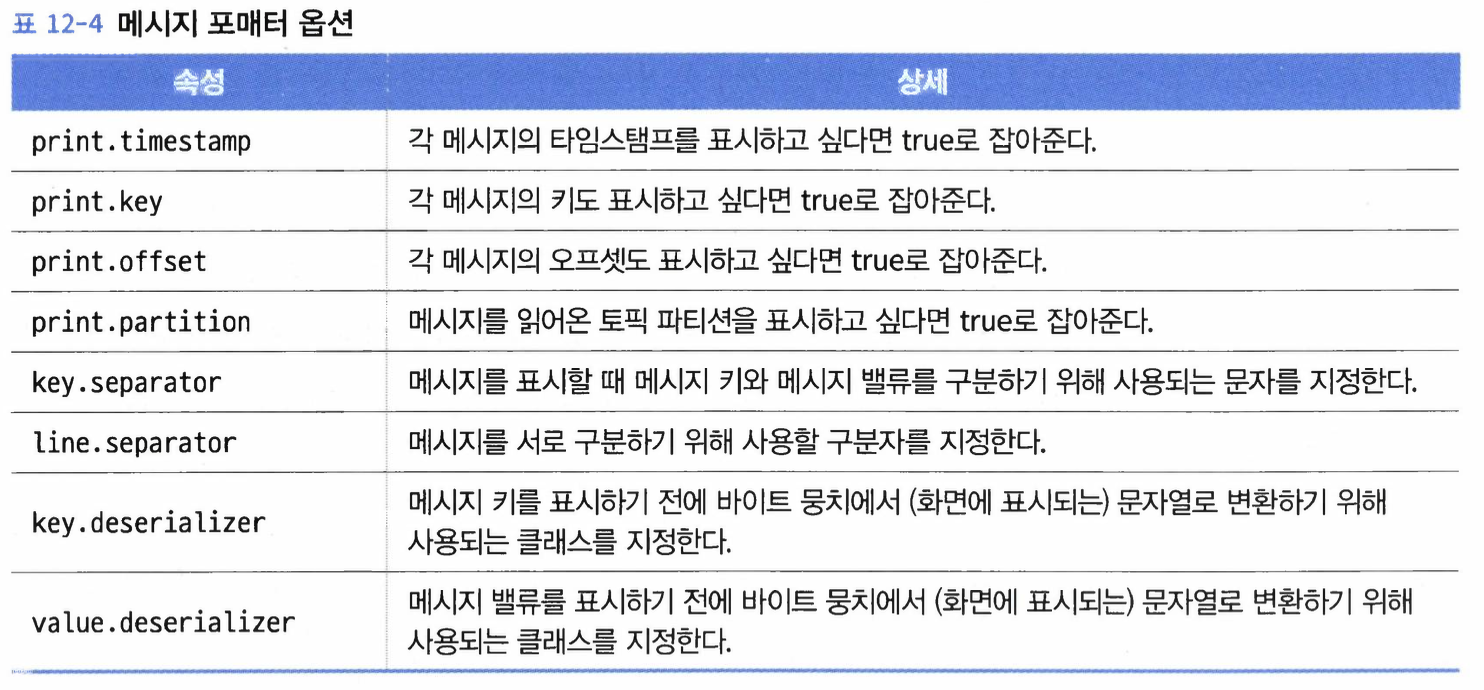 표 12-4 메시지 포매터 옵션
속성 상세
print.timestamp 각 메시지의 타임스탬프를 표시하고 싶다면 true로 잡아준다.
print.key 각 메시지의 키도 표시하고 싶다면 true로 잡아준다.
print.offset 각 메시지의 오프셋도 표시하고 싶다면 true로 잡아준다.
print.partition 메시지를 읽어온 토픽 파티션을 표시하고 싶다면 true로 잡아준다.
key.separator 메시지를 표시할 때 메시지 키와 메시지 밸류를 구분하기 위해 사용되는 문자를 지정한다.
line.separator 메시지를 서로 구분하기 위해 사용할 구분자를 지정한다.
key.deserializer 메시지 키를 표시하기 전에 바이트 뭉치에서 (화면에 표시되는) 문자열로 변환하기 위해
사용되는 클래스를 지정한다.
value.deserializer 메시지 밸류를 표시하기 전에 바이트 뭉치에서 (화면에 표시되는) 문자열로 변환하기 위해
사용되는 클래스를 지정한다.